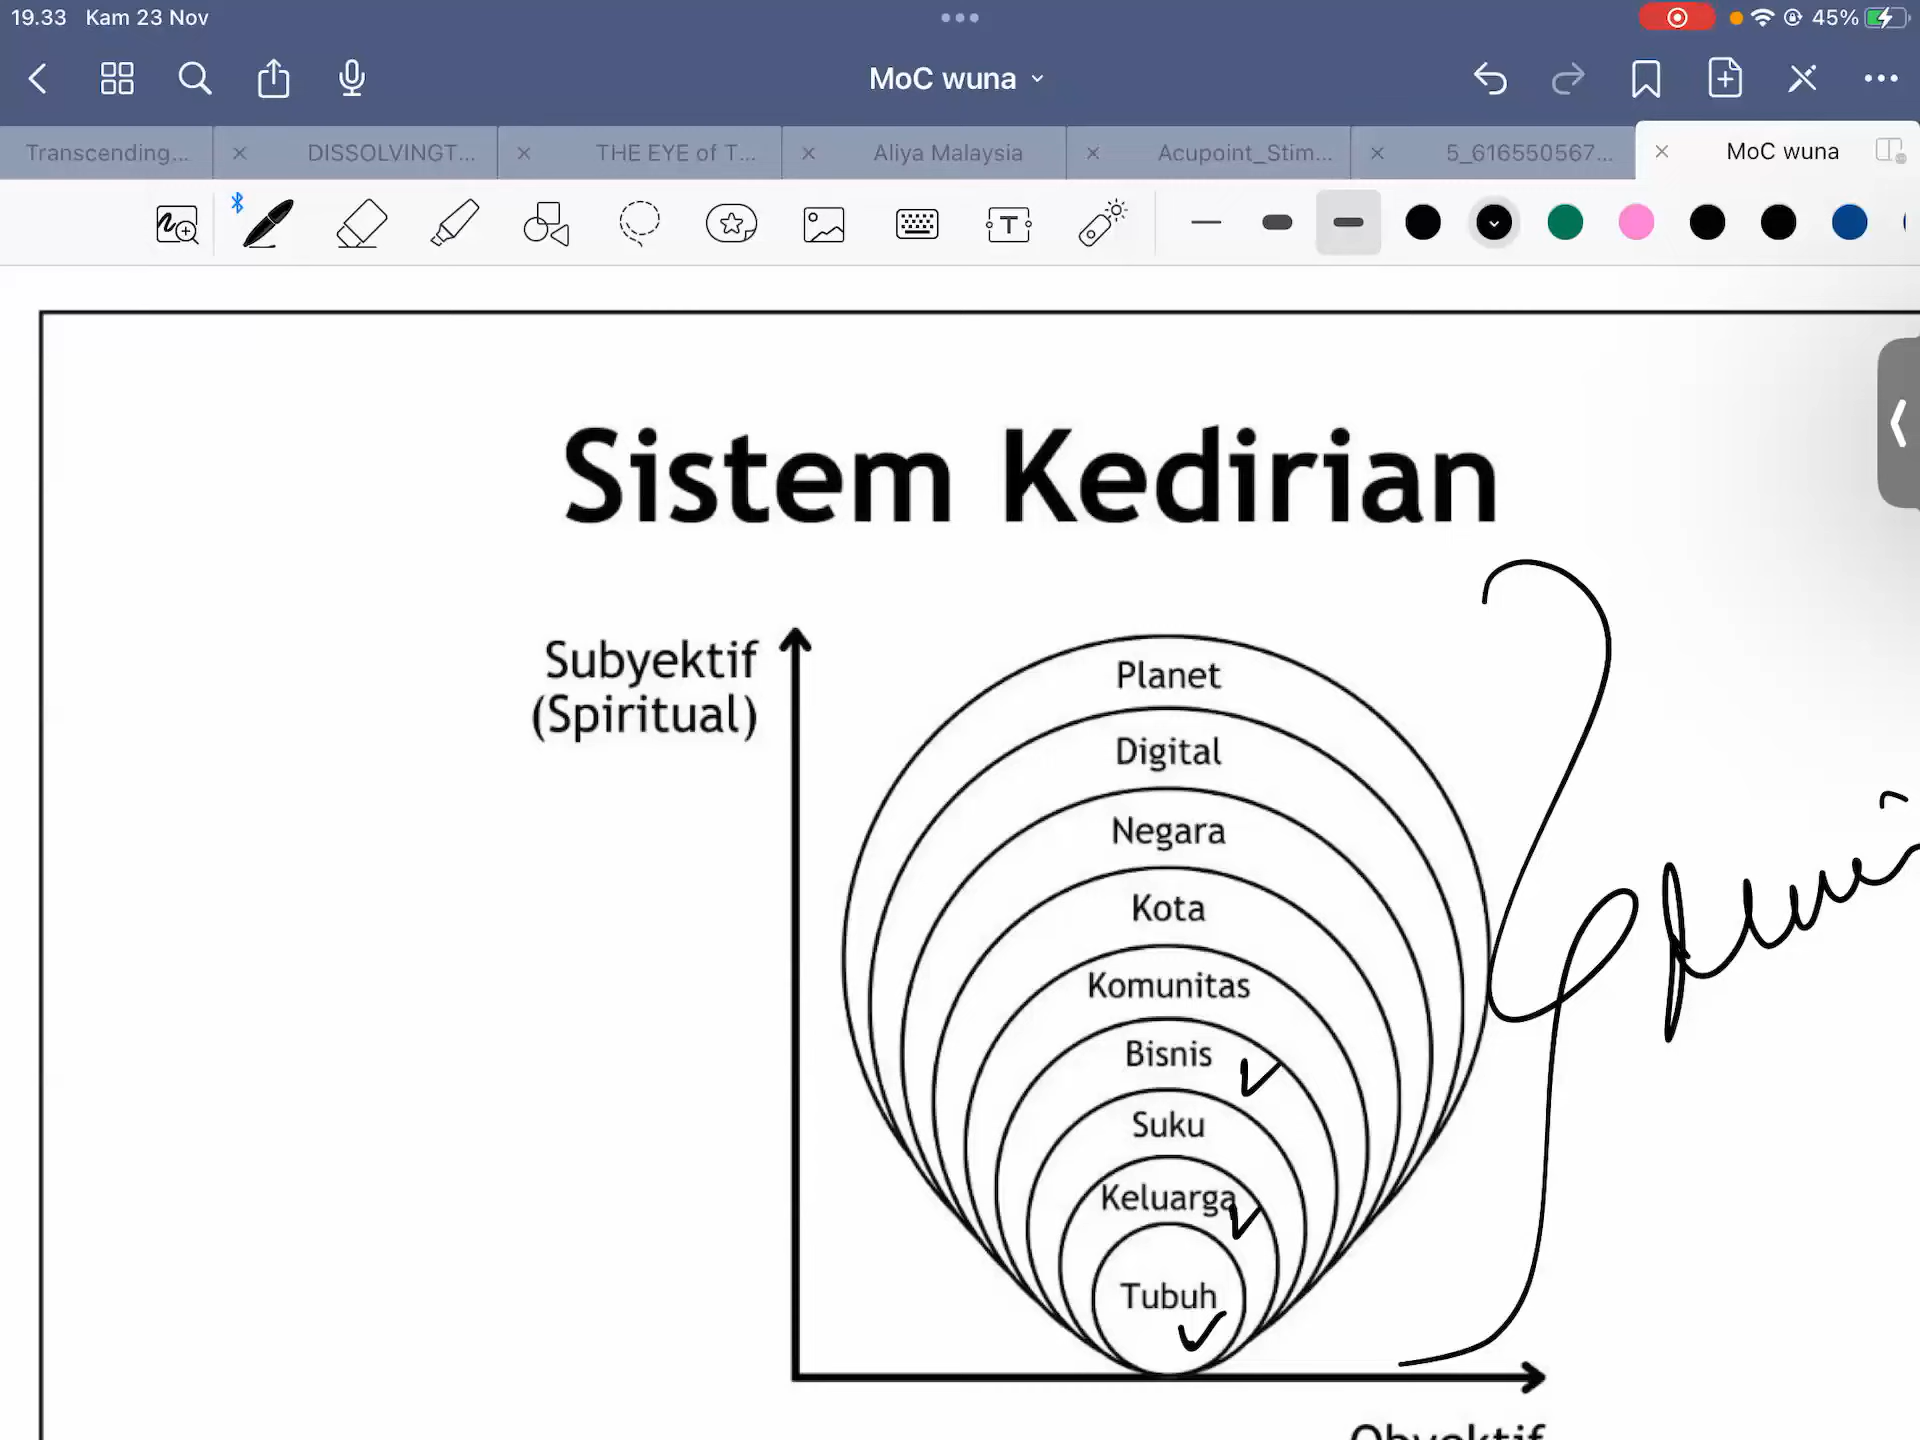 19.33 Kam 23 Nov
45%
MoC wuna
Transcending...
DISSOLVINGT...
THE EYE of T...
Aliya Malaysia
Acupoint_Stim...
5_616550567...
MoC wuna
T
Sistem Kedirian
Subyektif
(Spiritual)
Planet
Digital
Negara
Kota
Komunitas
Bisnis
Suku
Keluarga
Tubuh
Obyektif